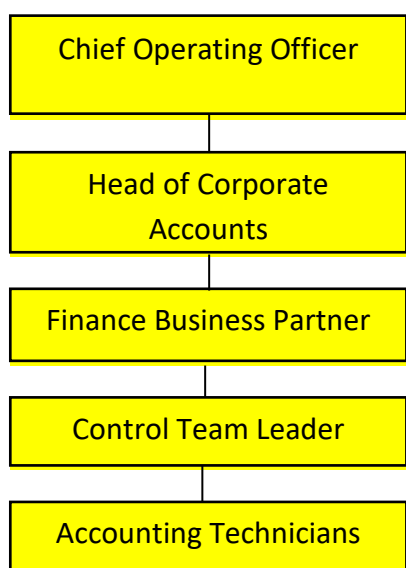 Chief Operating Officer
Head of Corporate
Accounts
Finance Business Partner
Control Team Leader
Accounting Technicians